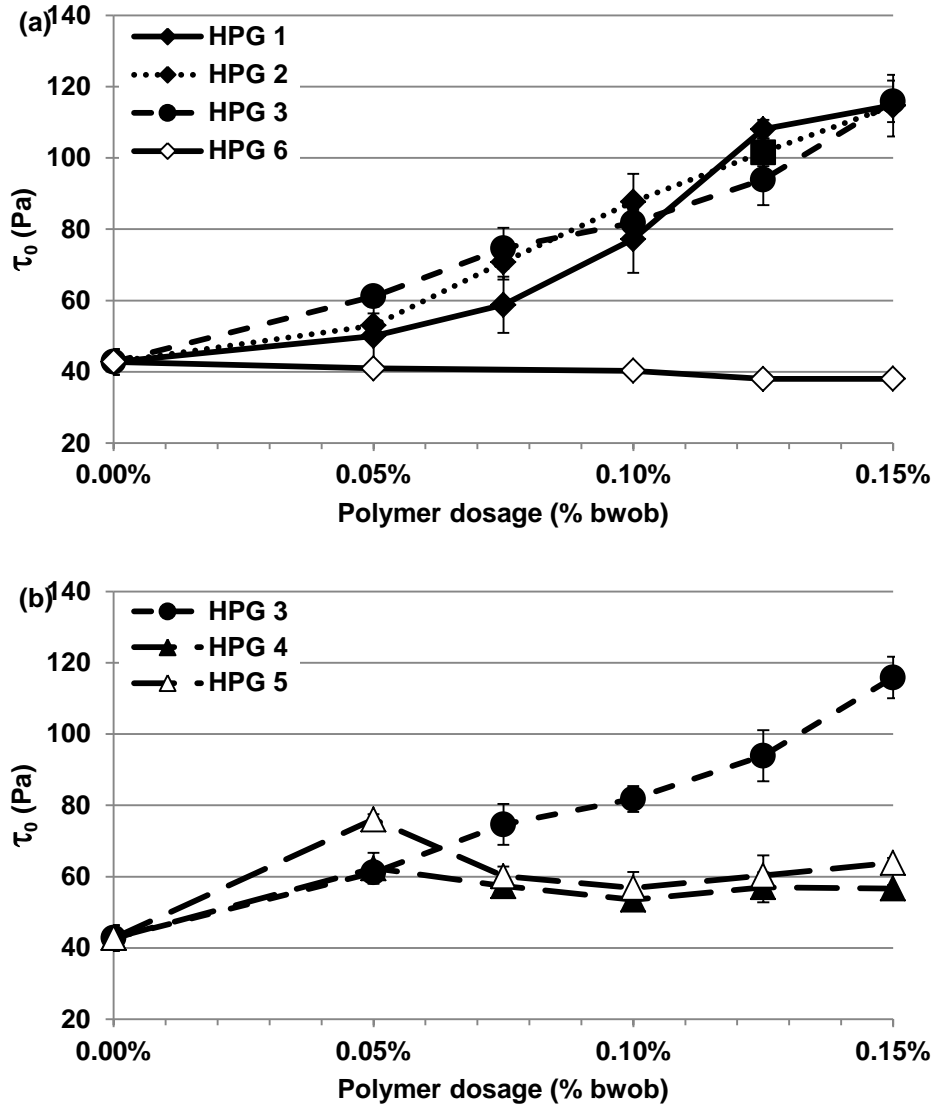 (a)
140
120
100
80
60
40
20
τ0 (Pa)
HPG 1
HPG 2
HPG 3
HPG 6
0.00% 0.05% 0.10% 0.15%
Polymer dosage (% bwob)
(b)
140
120
100
80
60
40
20
τ0 (Pa)
HPG 3
HPG 4
HPG 5
0.00% 0.05% 0.10% 0.15%
Polymer dosage (% bwob)